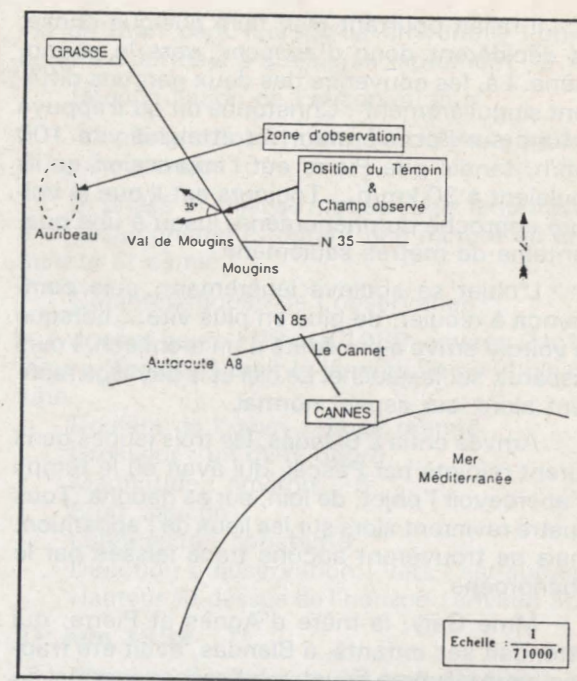 GRASSE
zone d'observation
Position du Témoin
&
Champ observé
35°
Auribeau
Val de Mougins
N 35
Mougins
N
N 85
Le Cannet
Autoroute A8
CANNES
Mer
Méditerranée
Echelle : 1
71000 e